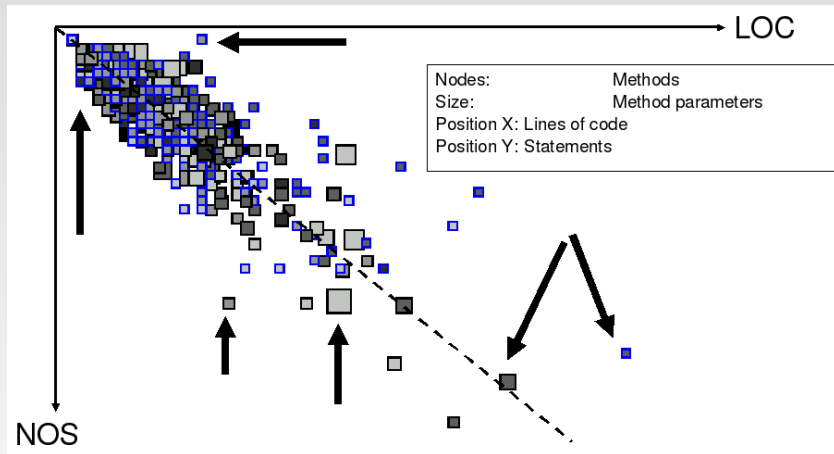 LOC
Nodes: Methods
Size: Method parameters
Position X: Lines of code
Position Y: Statements
NOS